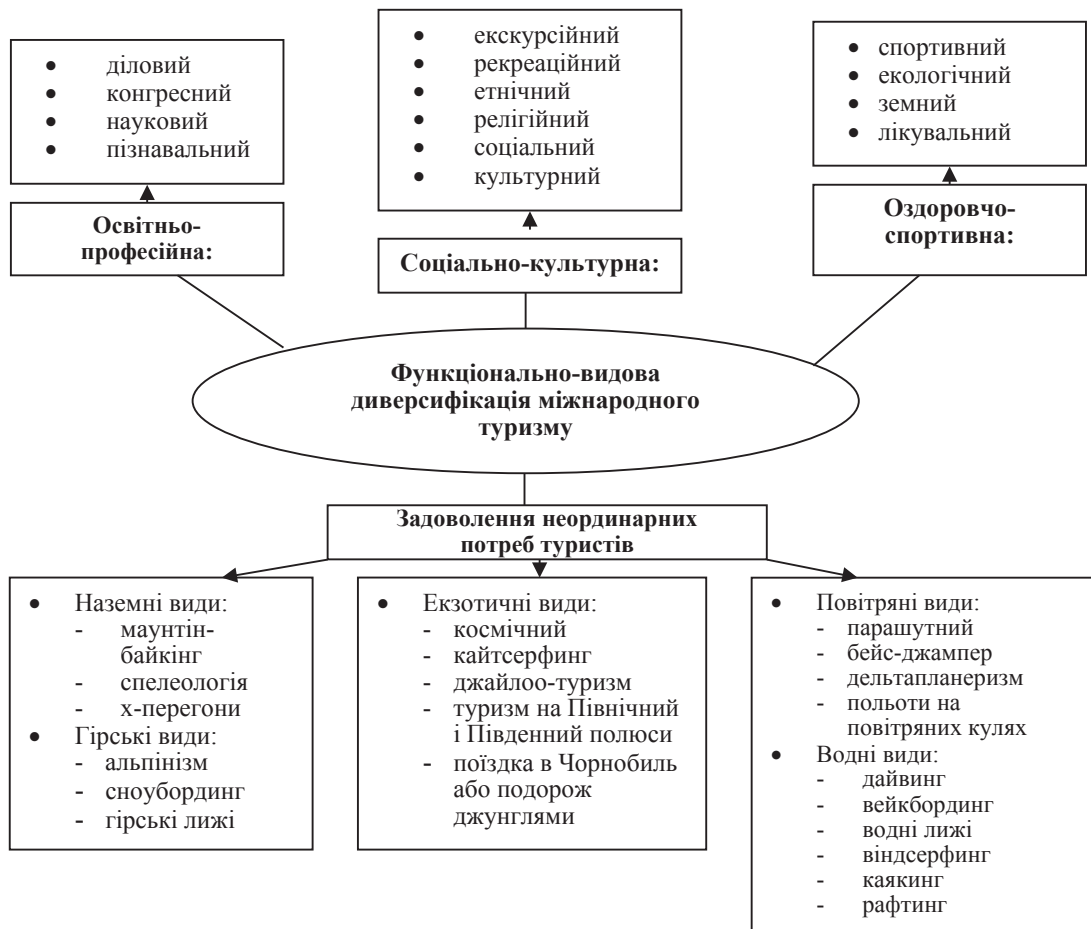 • діловий
• конгресний
• науковий
• пізнавальний
Освітньо-
професійна:
• екскурсійний
• рекреаційний
• етнічний
• релігійний
• соціальний
• культурний
Соціально-культурна:
• спортивний
• екологічний
• земний
• лікувальний
Оздоровчо-
спортивна:
Функціонально-видова
диверсифікація міжнародного
туризму
Задоволення неординарних
потреб туристів
• Наземні види:
- маунтін-
байкінг
- спелеологія
- х-перегони
• Гірські види:
- альпінізм
- сноубординг
- гірські лижі
• Екзотичні види:
- космічний
- кайтсерфинг
- джайлоо-туризм
- туризм на Північний
і Південний полюси
- поїздка в Чорнобиль
або подорож
джунглями
• Повітряні види:
- парашутний
- бейс-джампер
- дельтапланеризм
- польоти на
повітряних кулях
• Водні види:
- дайвинг
- вейкбординг
- водні лижі
- віндсерфинг
- каякинг
- рафтинг